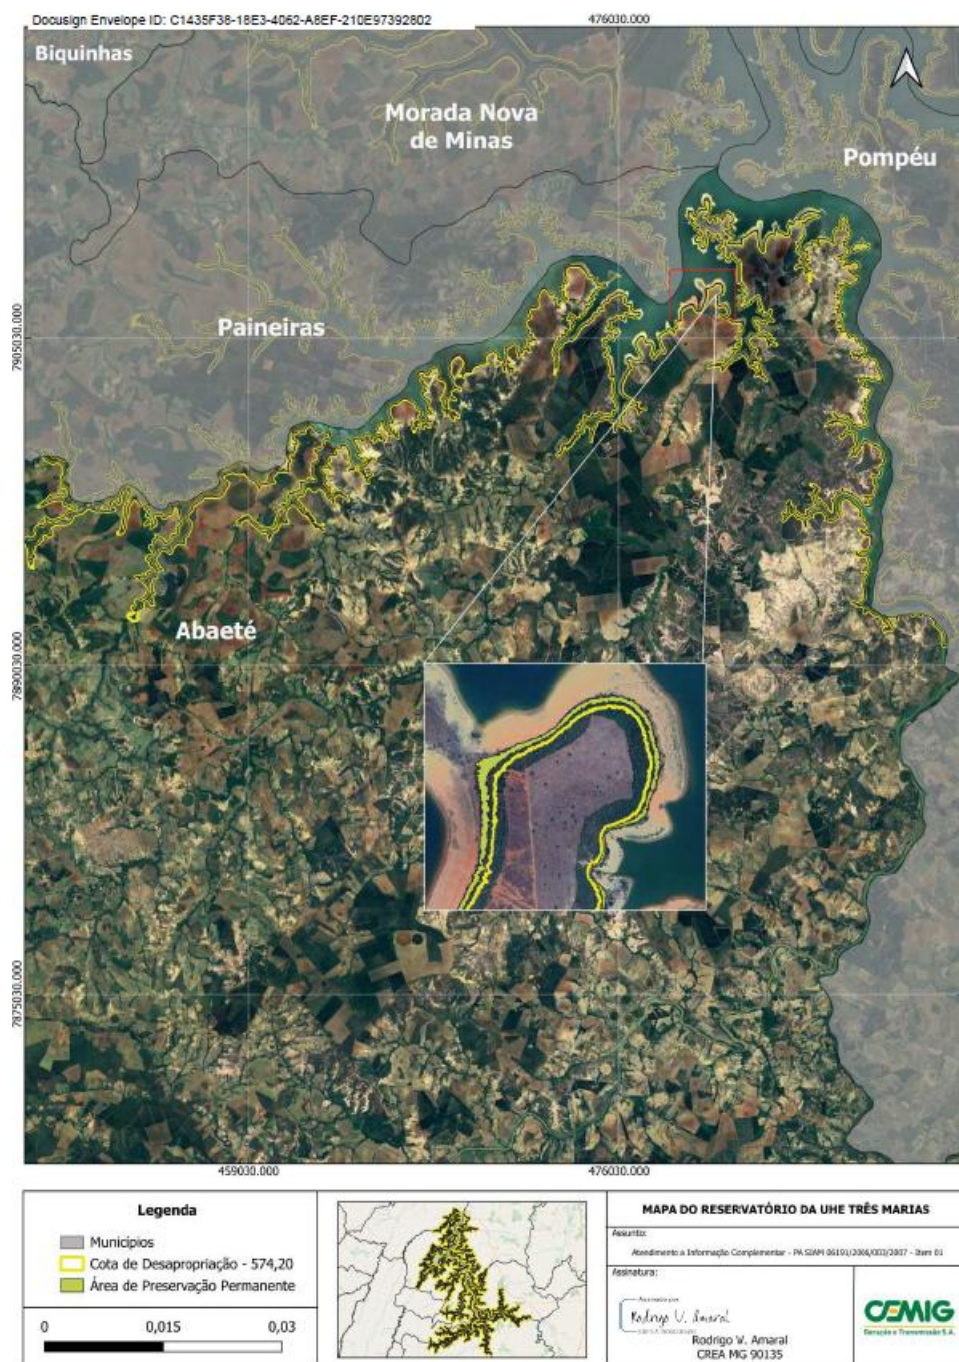 Docusign Envelope ID: C1435F38-18E3-4062-A8EF-210E97392802
476030.000
Biquinhas
Morada Nova
de Minas
Pompéu
Paineiras
7905030.000
Abaeté
7890030.000
7875030.000
459030.000
476030.000
Legenda
Municípios
Cota de Desapropriação - 574,20
Área de Preservação Permanente
0
0,015
0,03
MAPA DO RESERVATÓRIO DA UHE TRÊS MARIAS
Assunto:
Atendimento a Informação Complementar - PA SIAM 06191/2006/003/2007 - Item 01
Assinatura:
Assinado por
Rodrigo W. Amaral
CREA MG 90135
CEMIG
Geração e Transmissão S.A.